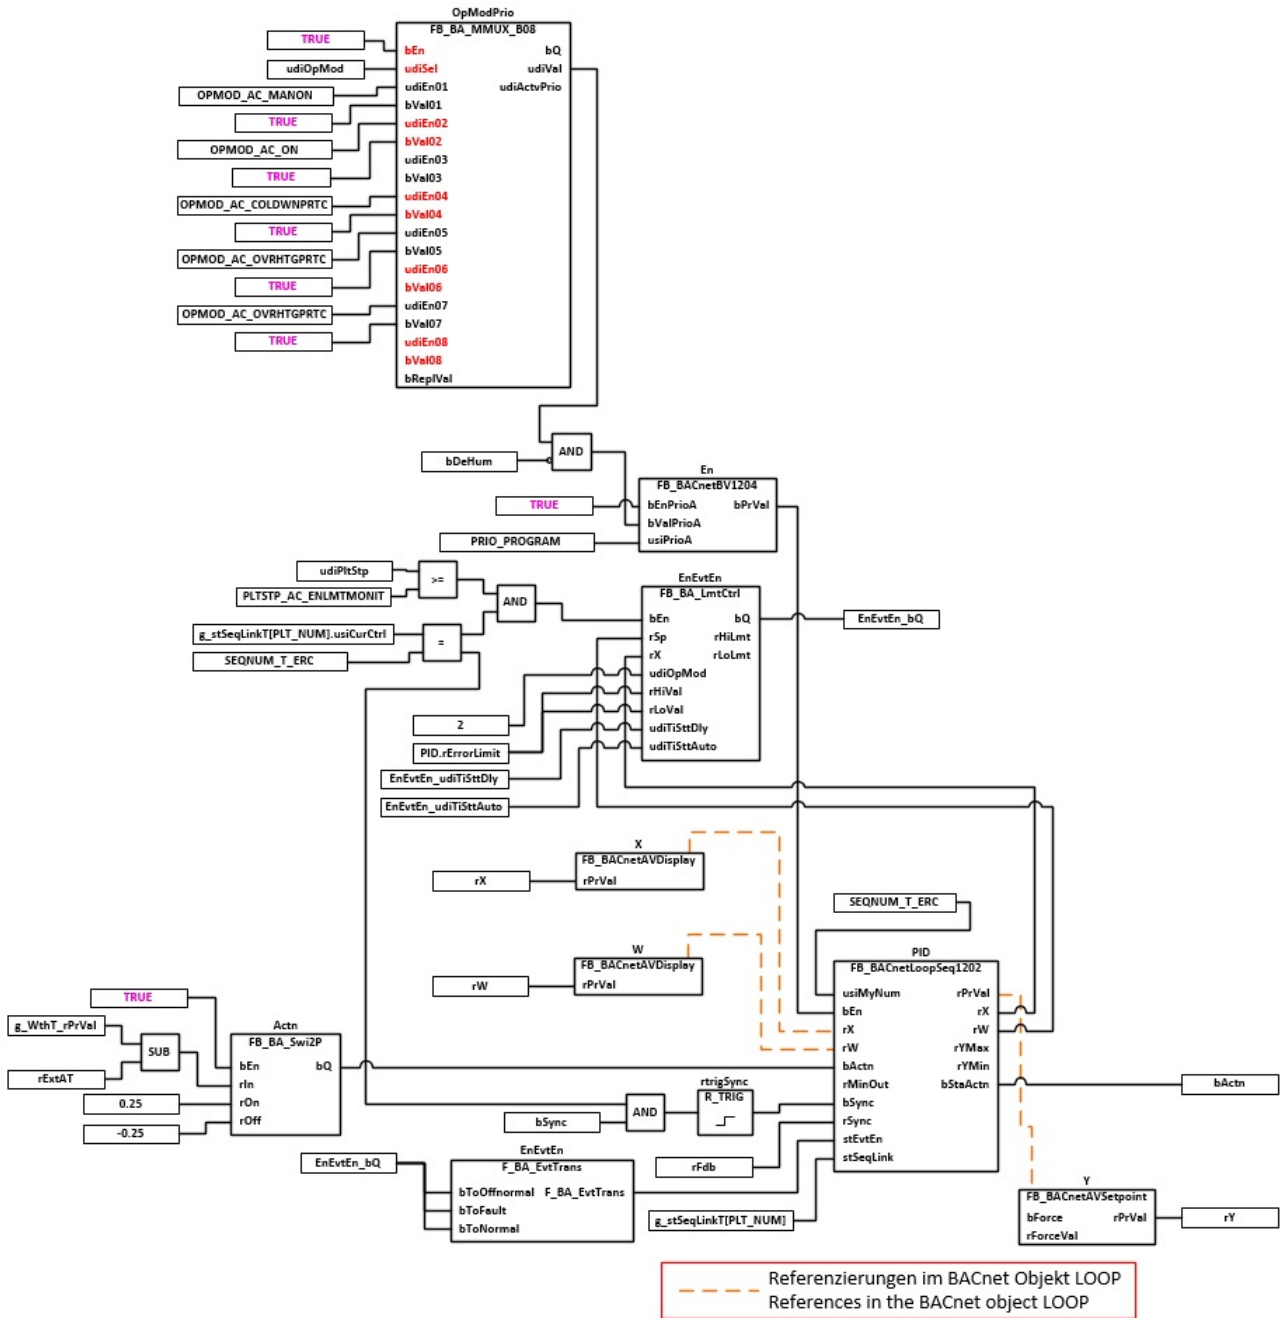 OpModPrio
FB_BA_MMUX_B08
TRUE
bEn
bQ
udiOpMod
udiSel
udiVal
OPMOD_AC_MANON
udiEn01
udiActvPrio
TRUE
bVal01
OPMOD_AC_ON
udiEn02
bVal02
udiEn03
TRUE
bVal03
OPMOD_AC_COLDWNPRTC
udiEn04
TRUE
bVal04
udiEn05
OPMOD_AC_OVRHTGPRTC
bVal05
udiEn06
TRUE
bVal06
OPMOD_AC_OVRHTGPRTC
udiEn07
bVal07
TRUE
udiEn08
bVal08
bReplVal
bDeHum
AND
En
FB_BACnetBV1204
TRUE
bEnPrioA
bPrVal
bValPrioA
PRIO_PROGRAM
usiPrioA
udiPltStp
PLTSTP_AC_ENLMTMONIT
>=
AND
g_stSeqLinkT[PLT_NUM].usiCurCtrl
SEQNUM_T_ERC
=
EnEvtEn
FB_BA_LmtCtrl
bEn
bQ
EnEvtEn_bQ
rSp
rHiLmt
rX
rLoLmt
udiOpMod
rHiVal
rLoVal
2
udiTiSttDly
PID.rErrorLimit
udiTiSttAuto
EnEvtEn_udiTiSttDly
EnEvtEn_udiTiSttAuto
X
FB_BACnetAVDisplay
rX
rPrVal
SEQNUM_T_ERC
W
FB_BACnetAVDisplay
rW
rPrVal
PID
FB_BACnetLoopSeq1202
usiMyNum
rPrVal
bEn
rX
rX
rW
rW
rYMax
bActn
rYMin
rMinOut
bStaActn
bSync
rSync
stEvtEn
stSeqLink
bActn
TRUE
g_WthT_rPrVal
rExtAT
SUB
0.25
-0.25
Actn
FB_BA_Swi2P
bEn
bQ
rIn
rOn
rOff
rtrigSync
R_TRIG
bSync
AND
EnEvtEn
F_BA_EvtTrans
EnEvtEn_bQ
bToOffnormal
F_BA_EvtTrans
bToFault
bToNormal
rFdb
g_stSeqLinkT[PLT_NUM]
Y
FB_BACnetAVSetpoint
bForce
rPrVal
rForceVal
rY
Referenzierungen im BACnet Objekt LOOP
References in the BACnet object LOOP